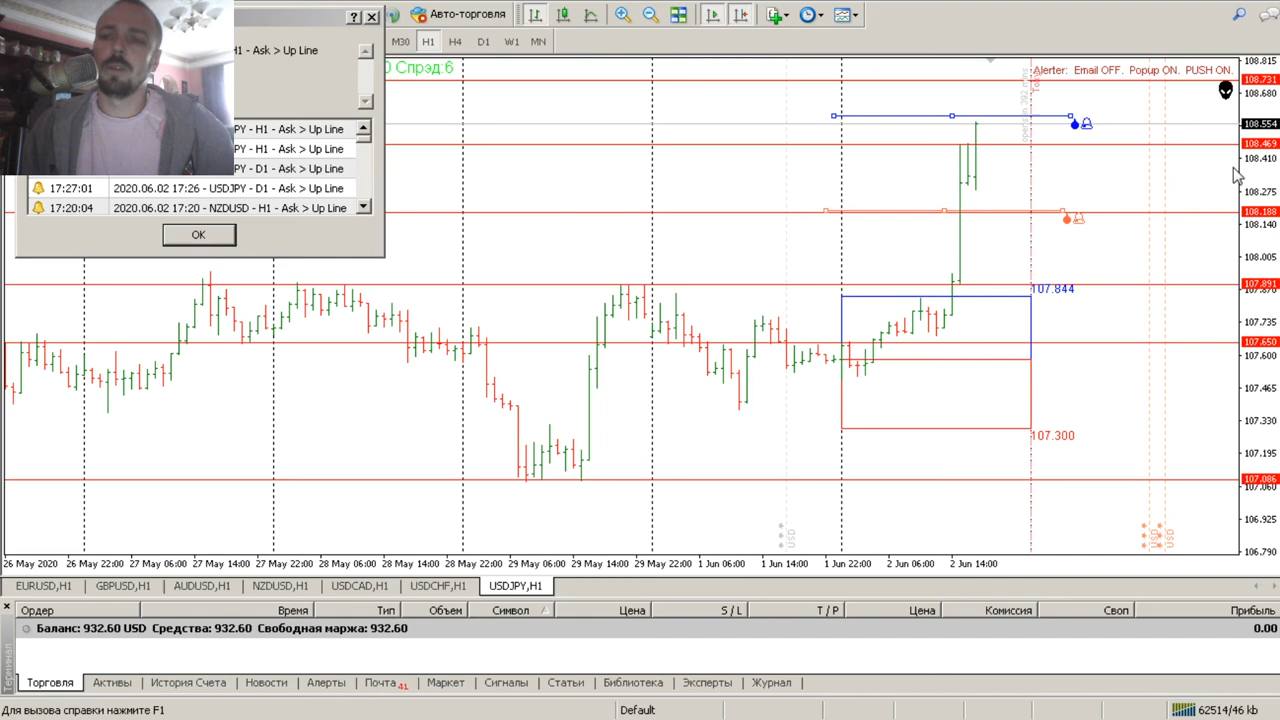 Авто-торговля
M30 H1 H4 D1 W1 MN
H1 - Ask > Up Line
PY - H1 - Ask > Up Line
PY - H1 - Ask > Up Line
PY - D1 - Ask > Up Line
17:27:01 2020.06.02 17:26 - USDJPY - D1 - Ask > Up Line
17:20:04 2020.06.02 17:20 - NZDUSD - H1 - Ask > Up Line
OK
0 Спрэд:6
Alerter: Email OFF. Popup ON. PUSH ON.
107.844
107.300
USD
USD
USD
108.815
108.731
108.680
108.554
108.469
108.410
108.275
108.188
108.140
108.005
107.891
107.735
107.650
107.600
107.465
107.330
107.195
107.086
107.060
106.925
106.790
26 May 2020 26 May 22:00 27 May 06:00 27 May 14:00 27 May 22:00 28 May 06:00 28 May 14:00 28 May 22:00 29 May 06:00 29 May 14:00 29 May 22:00 1 Jun 06:00 1 Jun 14:00 1 Jun 22:00 2 Jun 06:00 2 Jun 14:00
EURUSD,H1 GBPUSD,H1 AUDUSD,H1 NZDUSD,H1 USDCAD,H1 USDCHF,H1 USDJPY,H1
Ордер Время Тип Объем Символ Цена S / L T / P Цена Комиссия Своп Прибыль
Баланс: 932.60 USD Средства: 932.60 Свободная маржа: 932.60 0.00
Терминал
Торговля Активы История Счета Новости Алерты Почта 41 Маркет Сигналы Статьи Библиотека Эксперты Журнал
Для вызова справки нажмите F1 Default 62514/46 kb